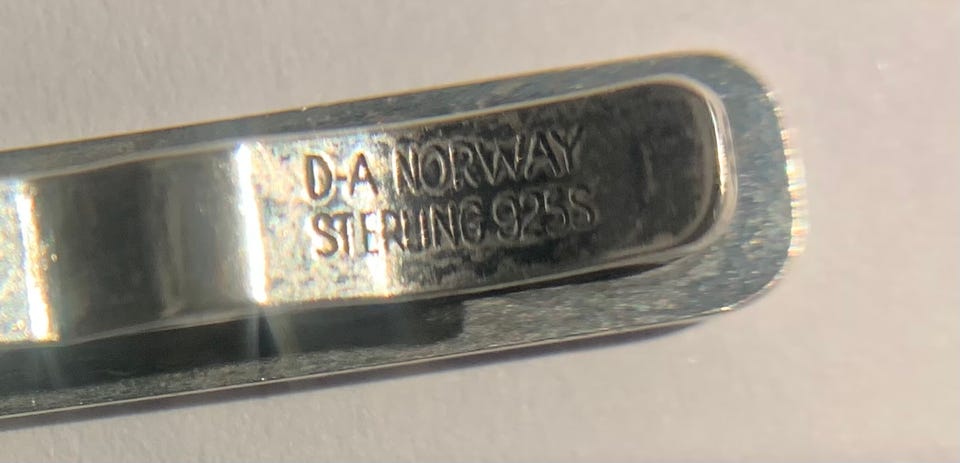 D-A NORWAY
STERLING 925S